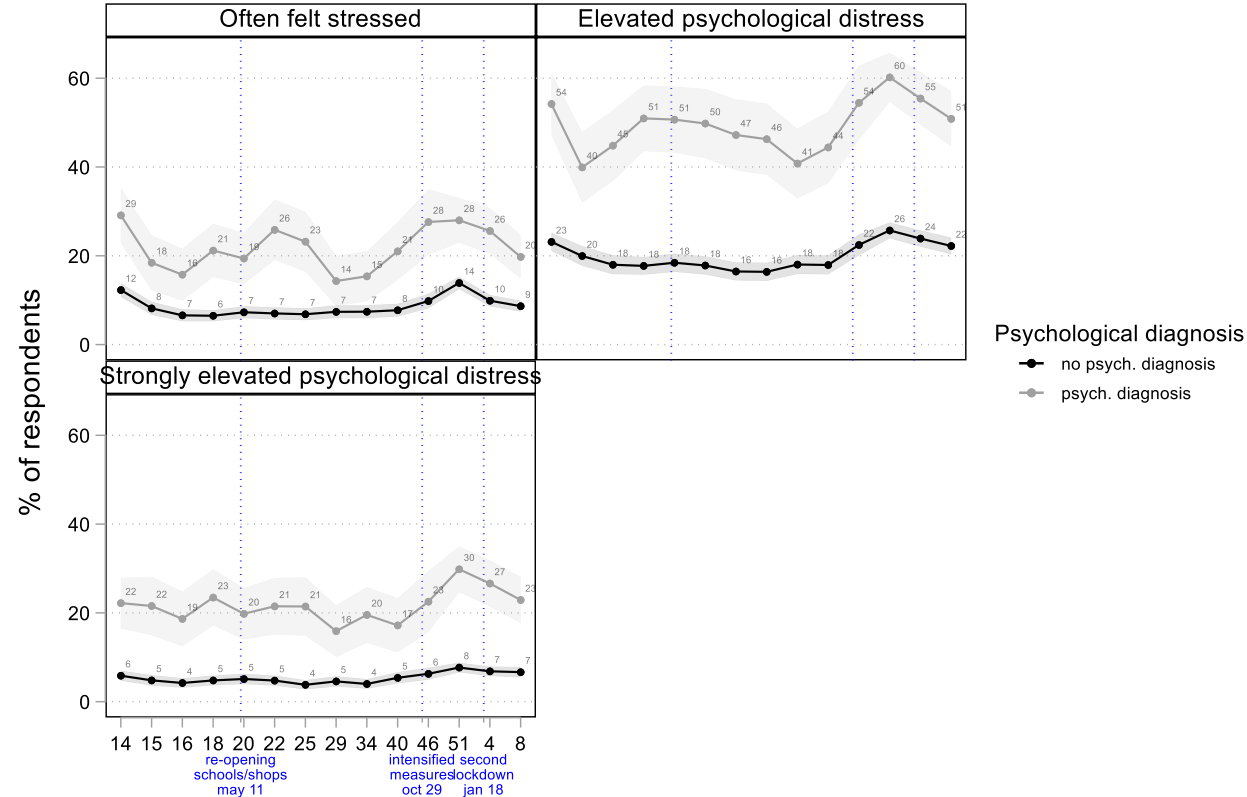 Often felt stressed
Elevated psychological distress
60
40
20
0
29 18 16 21 19 26 23 14 15 21 28 28 26 20
12 8 7 6 7 7 7 7 7 8 10 14 10 9
54 40 45 51 51 50 47 46 41 44 54 60 55 51
23 20 18 18 18 18 16 16 18 18 22 26 24 22
Strongly elevated psychological distress
60
40
20
0
22 22 19 23 20 21 21 16 20 17 23 30 27 23
6 5 4 5 5 5 4 5 4 5 6 8 7 7
14 15 16 18 20 22 25 29 34 40 46 51 4 8
re-opening
schools/shops
may 11
intensified
measures
oct 29
second
lockdown
jan 18
% of respondents
Psychological diagnosis
no psych. diagnosis
psych. diagnosis